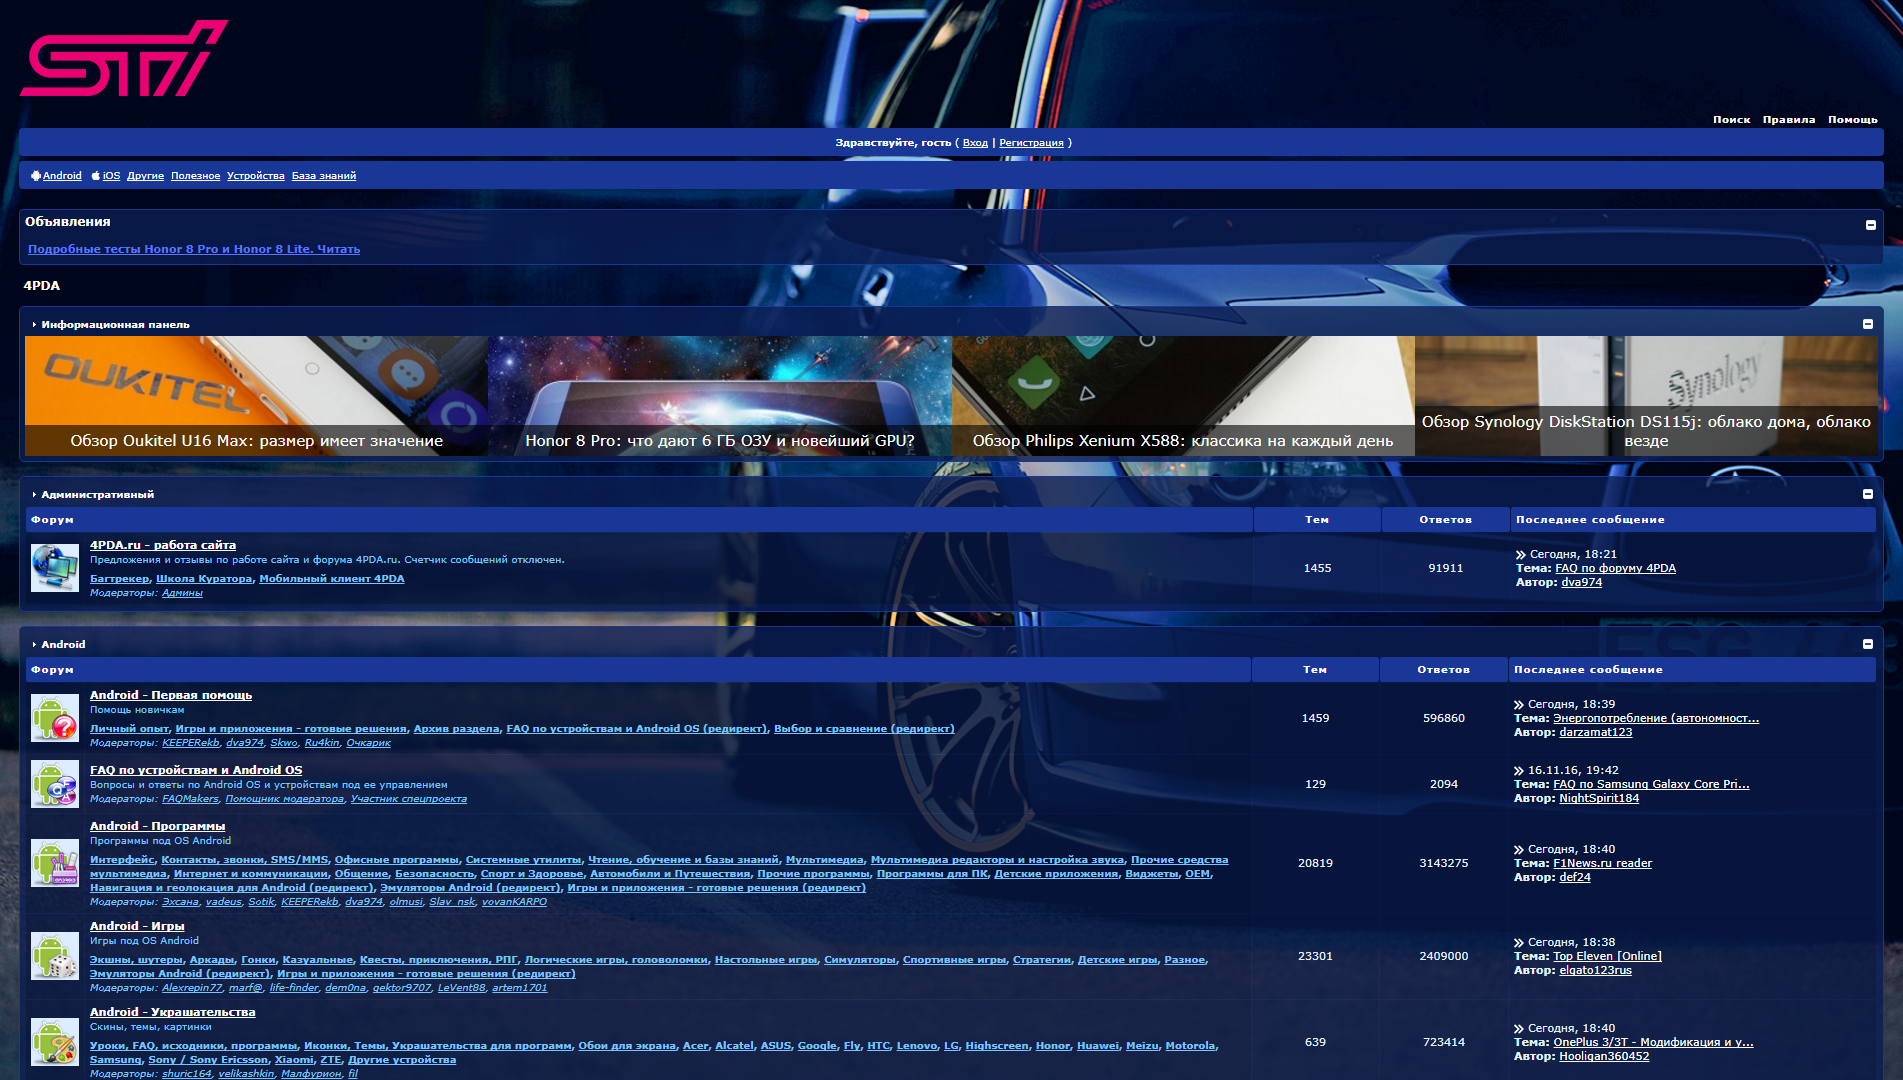 STi
Поиск Правила Помощь
Здравствуйте, гость ( Вход | Регистрация )
Android iOS Другие Полезное Устройства База знаний
Объявления
Подробные тесты Honor 8 Pro и Honor 8 Lite. Читать
4PDA
Информационная панель
OUKITEL
Synology
Обзор Oukitel U16 Max: размер имеет значение
Honor 8 Pro: что дают 6 ГБ ОЗУ и новейший GPU?
Обзор Philips Xenium X588: классика на каждый день
Обзор Synology DiskStation DS115j: облако дома, облако
везде
Административный
Форум Тем Ответов Последнее сообщение
4PDA.ru - работа сайта
Предложения и отзывы по работе сайта и форума 4PDA.ru. Счетчик сообщений отключен.
Багтрекер, Школа Куратора, Мобильный клиент 4PDA
Модераторы: Админы
1455 91911
Сегодня, 18:21
Тема: FAQ по форуму 4PDA
Автор: dva974
Android
Форум Тем Ответов Последнее сообщение
Android - Первая помощь
Помощь новичкам
Личный опыт, Игры и приложения - готовые решения, Архив раздела, FAQ по устройствам и Android OS (редирект), Выбор и сравнение (редирект)
Модераторы: KEEPERekb, dva974, Skwo, Ru4kin, Очкарик
1459 596860
Сегодня, 18:39
Тема: Энергопотребление (автономност...
Автор: darzamat123
FAQ по устройствам и Android OS
Вопросы и ответы по Android OS и устройствам под ее управлением
Модераторы: FAQMakers, Помощник модератора, Участник спецпроекта
129 2094
16.11.16, 19:42
Тема: FAQ по Samsung Galaxy Core Pri...
Автор: NightSpirit184
Android - Программы
Программы под OS Android
Интерфейс, Контакты, звонки, SMS/MMS, Офисные программы, Системные утилиты, Чтение, обучение и базы знаний, Мультимедиа, Мультимедиа редакторы и настройка звука, Прочие средства
мультимедиа, Интернет и коммуникации, Общение, Безопасность, Спорт и Здоровье, Автомобили и Путешествия, Прочие программы, Программы для ПК, Детские приложения, Виджеты, OEM,
Навигация и геолокация для Android (редирект), Эмуляторы Android (редирект), Игры и приложения - готовые решения (редирект)
Модераторы: Эхсана, vadeus, Sotik, KEEPERekb, dva974, olmusi, Slav_nsk, vovanKARPO
20819 3143275
Сегодня, 18:40
Тема: F1News.ru reader
Автор: def24
Android - Игры
Игры под OS Android
Экшны, шутеры, Аркады, Гонки, Казуальные, Квесты, приключения, РПГ, Логические игры, головоломки, Настольные игры, Симуляторы, Спортивные игры, Стратегии, Детские игры, Разное,
Эмуляторы Android (редирект), Игры и приложения - готовые решения (редирект)
Модераторы: Alexrepin77, marf@, life-finder, dem0na, gektor9707, LeVent88, artem1701
23301 2409000
Сегодня, 18:38
Тема: Top Eleven [Online]
Автор: elgato123rus
Android - Украшательства
Скины, темы, картинки
Уроки, FAQ, исходники, программы, Иконки, Темы, Украшательства для программ, Обои для экрана, Acer, Alcatel, ASUS, Google, Fly, HTC, Lenovo, LG, Highscreen, Honor, Huawei, Meizu, Motorola,
Samsung, Sony / Sony Ericsson, Xiaomi, ZTE, Другие устройства
Модераторы: shuric164, velikashkin, Малфурион, fil
639 723414
Сегодня, 18:40
Тема: OnePlus 3/3T - Модификация и у...
Автор: Hooligan360452